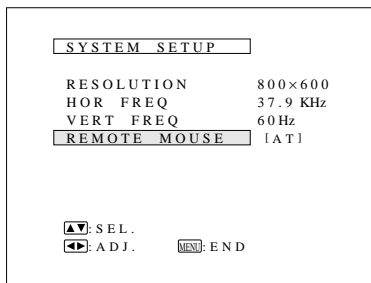 SYSTEM SETUP
RESOLUTION 800×600
HOR FREQ 37.9 KHz
VERT FREQ 60Hz
REMOTE MOUSE [AT]
▲▼:SEL.
◀▶:ADJ. MENU:END